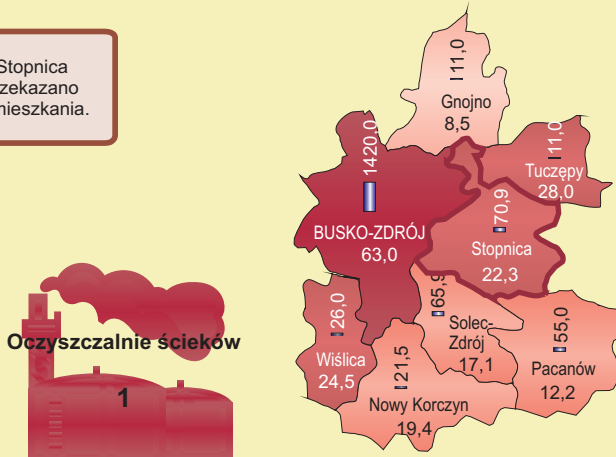 Stopnica
mieszkania.
11,0
Gnojno
8,5
1420,0
BUSKO-ZDRÓJ
63,0
11,0
Tuczępy
28,0
70,9
Stopnica
22,3
65,9
Solec-
Zdrój
17,1
55,0
Pacanów
12,2
26,0
Wiślica
24,5
21,5
Nowy Korczyn
19,4
Oczyszczalnie ścieków
1